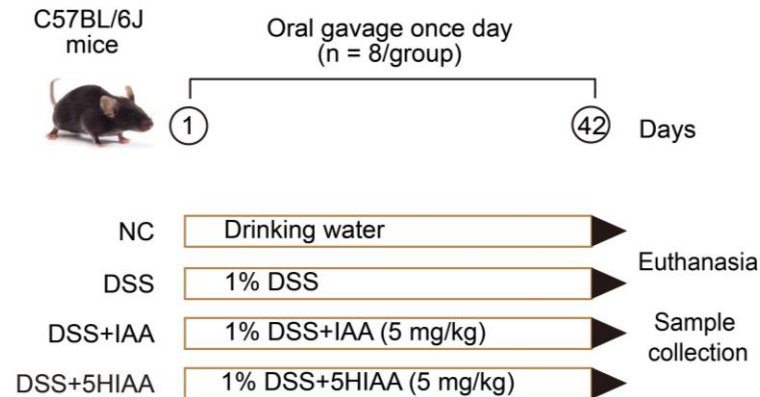 C57BL/6J
mice
Oral gavage once day
(n = 8/group)
1
42
Days
NC
Drinking water
DSS
1% DSS
DSS+IAA
1% DSS+IAA (5 mg/kg)
DSS+5HIAA
1% DSS+5HIAA (5 mg/kg)
Euthanasia
Sample
collection